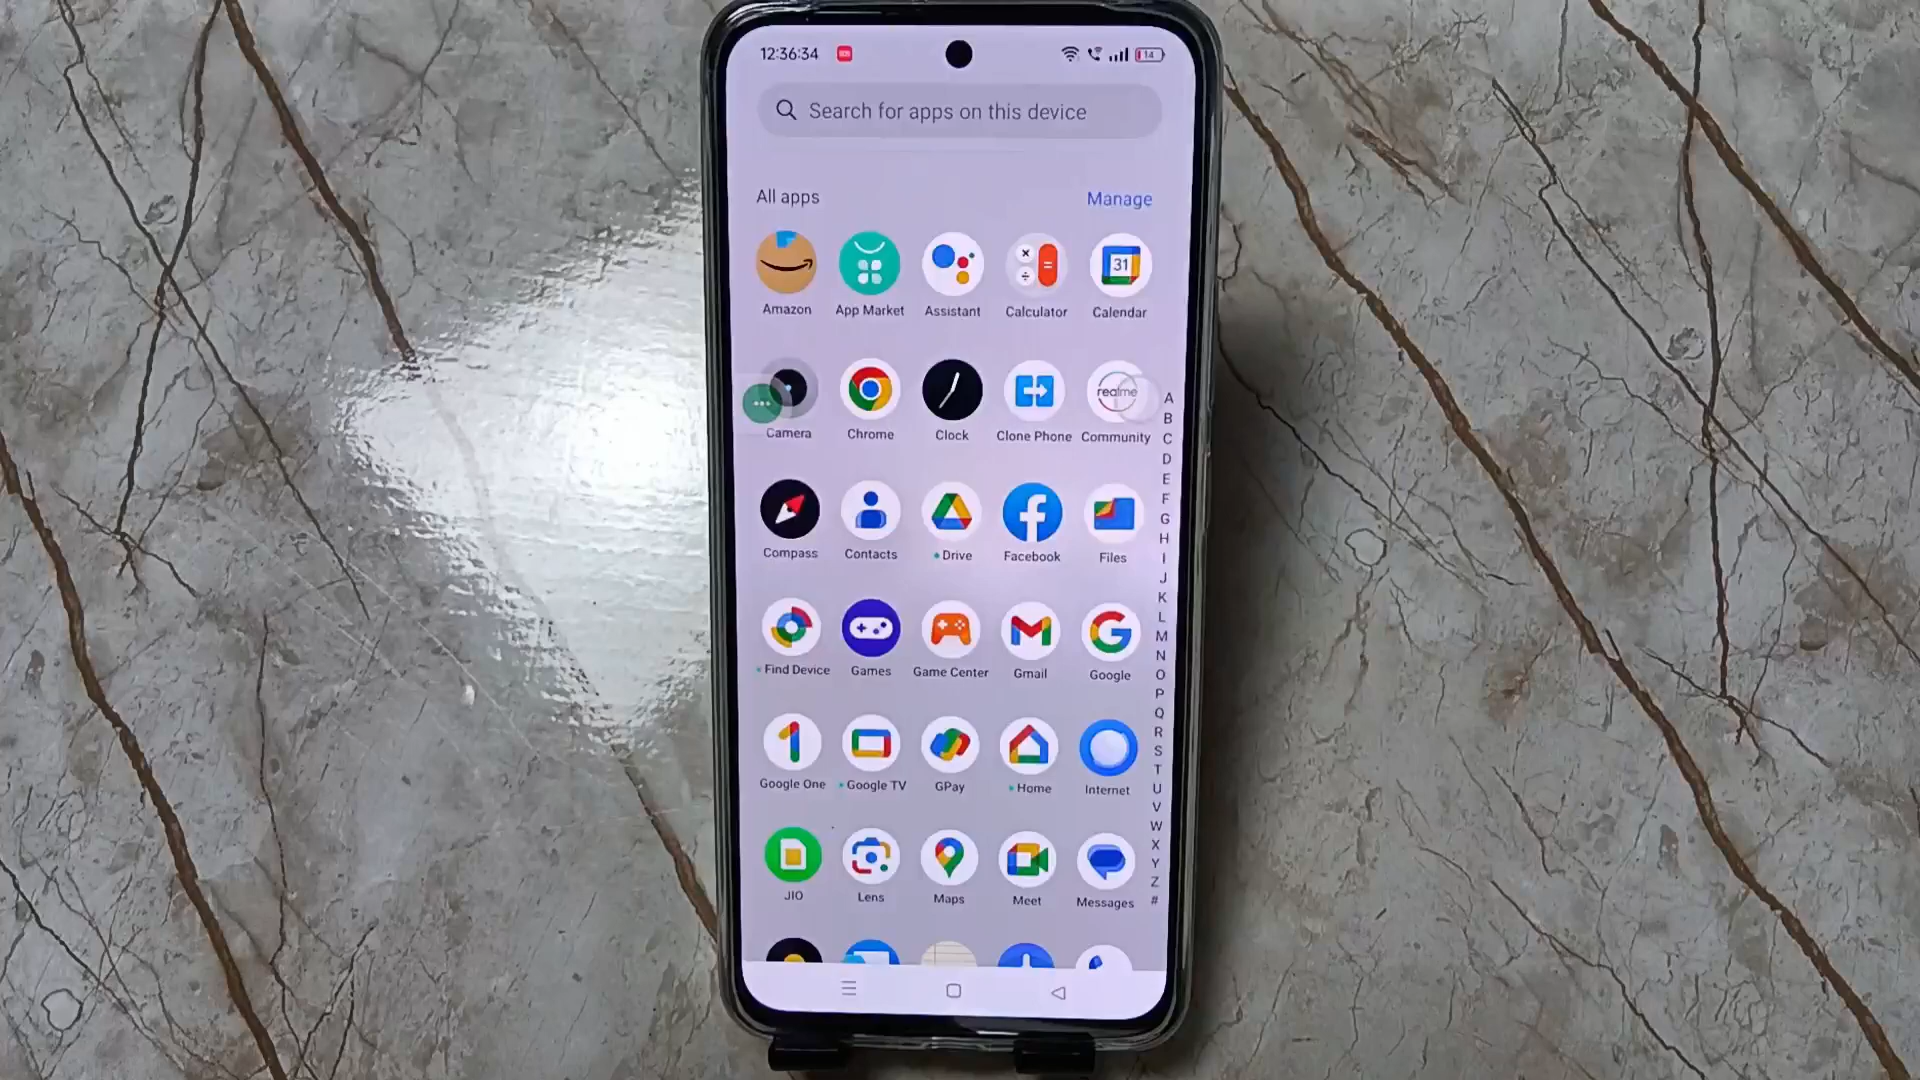 12:36:34 SOS 14
Search for apps on this device
All apps Manage
31
Amazon App Market Assistant Calculator Calendar
realme
Camera Chrome Clock Clone Phone Community
Compass Contacts Drive Facebook Files
Find Device Games Game Center Gmail Google
Google One Google TV GPay Home Internet
JIO Lens Maps Meet Messages
A
B
C
D
E
F
G
H
I
J
K
L
M
N
O
P
Q
R
S
T
U
V
W
X
Y
Z
#